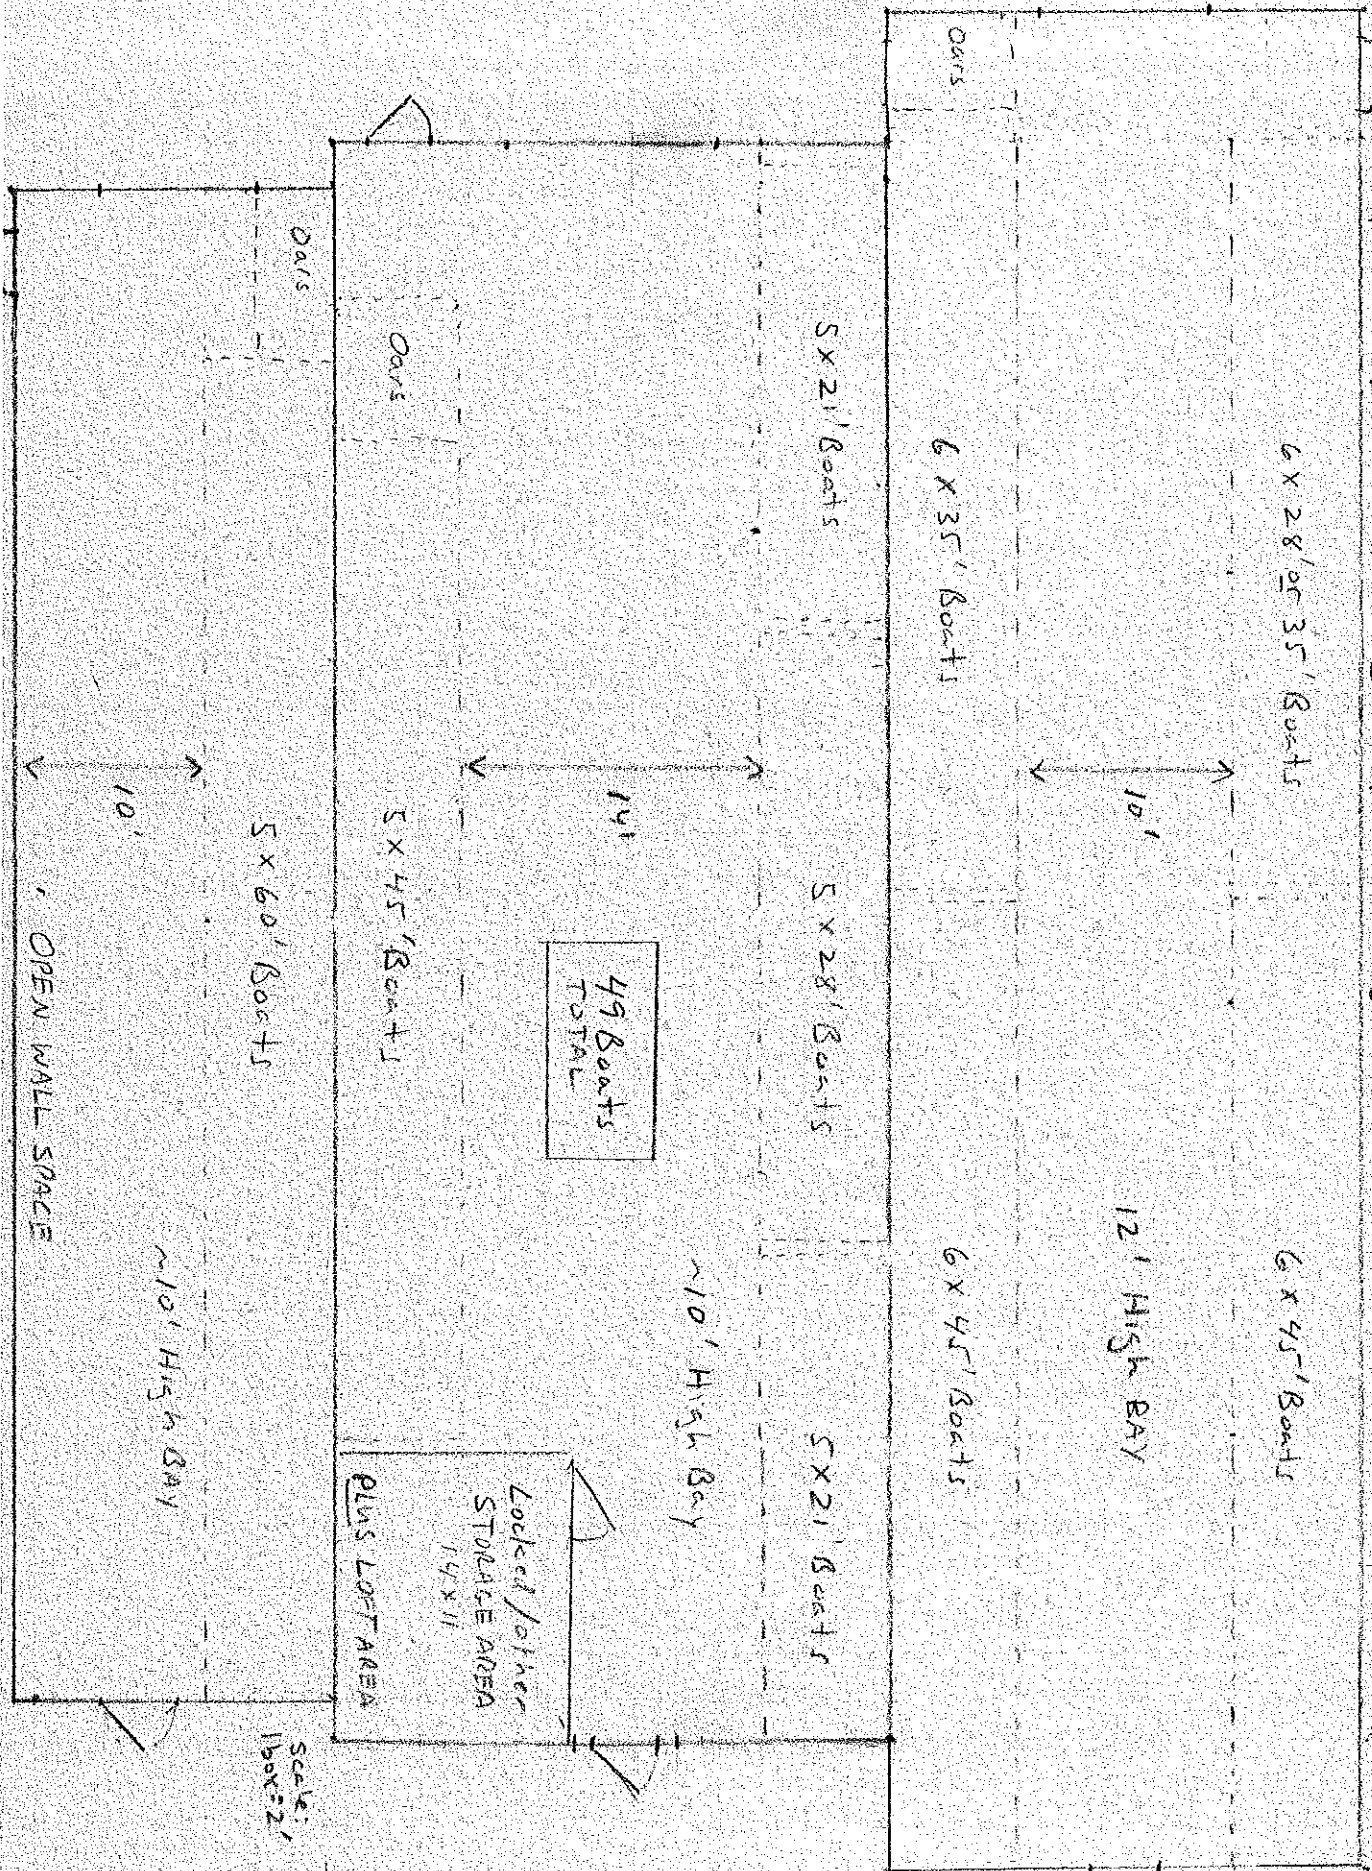 6 x 28' or 35' Boats
6 x 45' Boats
10'
12' High BAY
Oars
6 x 35' Boats
6 x 45' Boats
5 x 21' Boats
5 x 28' Boats
5 x 21' Boats
~10' High Bay
14'
49 Boats
TOTAL
Locked/other
STORAGE AREA
14 x 11
PLUS LOFT AREA
Oars
5 x 45' Boats
Oars
5 x 60' Boats
scale:
1 box = 2'
10'
~10' High BAY
OPEN WALL SPACE